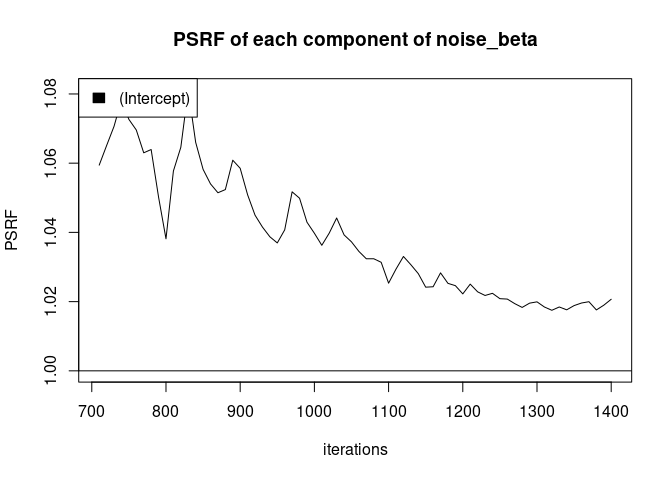 PSRF of each component of noise_beta
(Intercept)
PSRF
1.08
1.06
1.04
1.02
1.00
700 800 900 1000 1100 1200 1300 1400
iterations